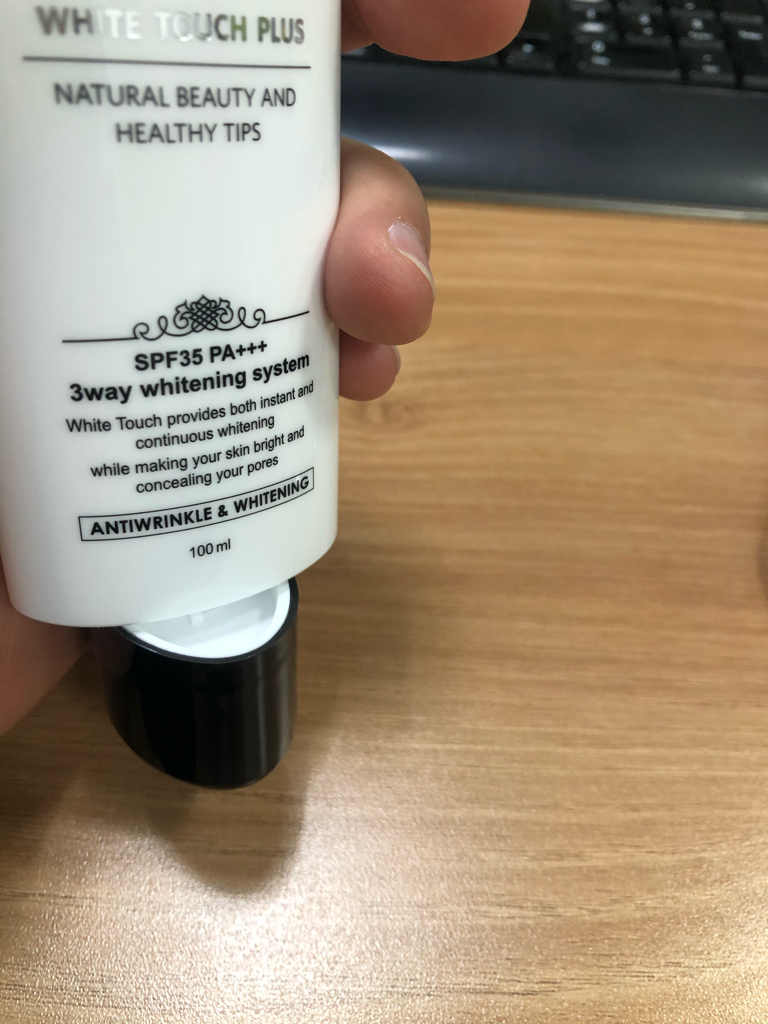 WHITE TOUCH PLUS
NATURAL BEAUTY AND
HEALTHY TIPS
SPF35 PA+++
3way whitening system
White Touch provides both instant and
continuous whitening
while making your skin bright and
concealing your pores
ANTIWRINKLE & WHITENING
100 ml